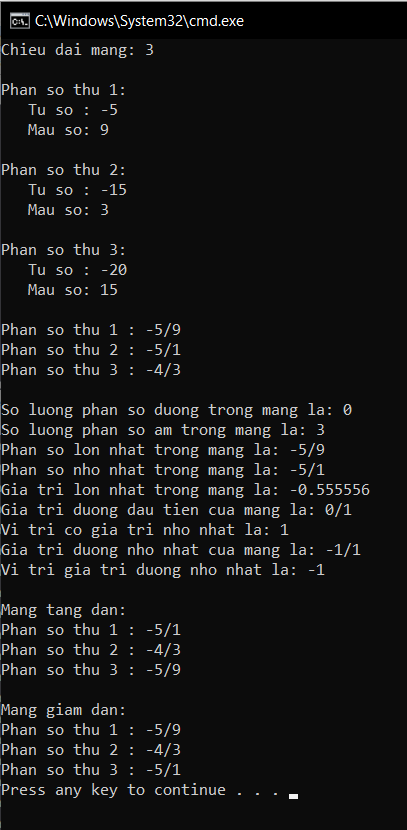 C:\Windows\System32\cmd.exe
Chieu dai mang: 3
Phan so thu 1:
Tu so : -5
Mau so: 9
Phan so thu 2:
Tu so : -15
Mau so: 3
Phan so thu 3:
Tu so : -20
Mau so: 15
Phan so thu 1 : -5/9
Phan so thu 2 : -5/1
Phan so thu 3 : -4/3
So luong phan so duong trong mang la: 0
So luong phan so am trong mang la: 3
Phan so lon nhat trong mang la: -5/9
Phan so nho nhat trong mang la: -5/1
Gia tri lon nhat trong mang la: -0.555556
Gia tri duong dau tien cua mang la: 0/1
Vi tri co gia tri nho nhat la: 1
Gia tri duong nho nhat cua mang la: -1/1
Vi tri gia tri duong nho nhat la: -1
Mang tang dan:
Phan so thu 1 : -5/1
Phan so thu 2 : -4/3
Phan so thu 3 : -5/9
Mang giam dan:
Phan so thu 1 : -5/9
Phan so thu 2 : -4/3
Phan so thu 3 : -5/1
Press any key to continue . . .